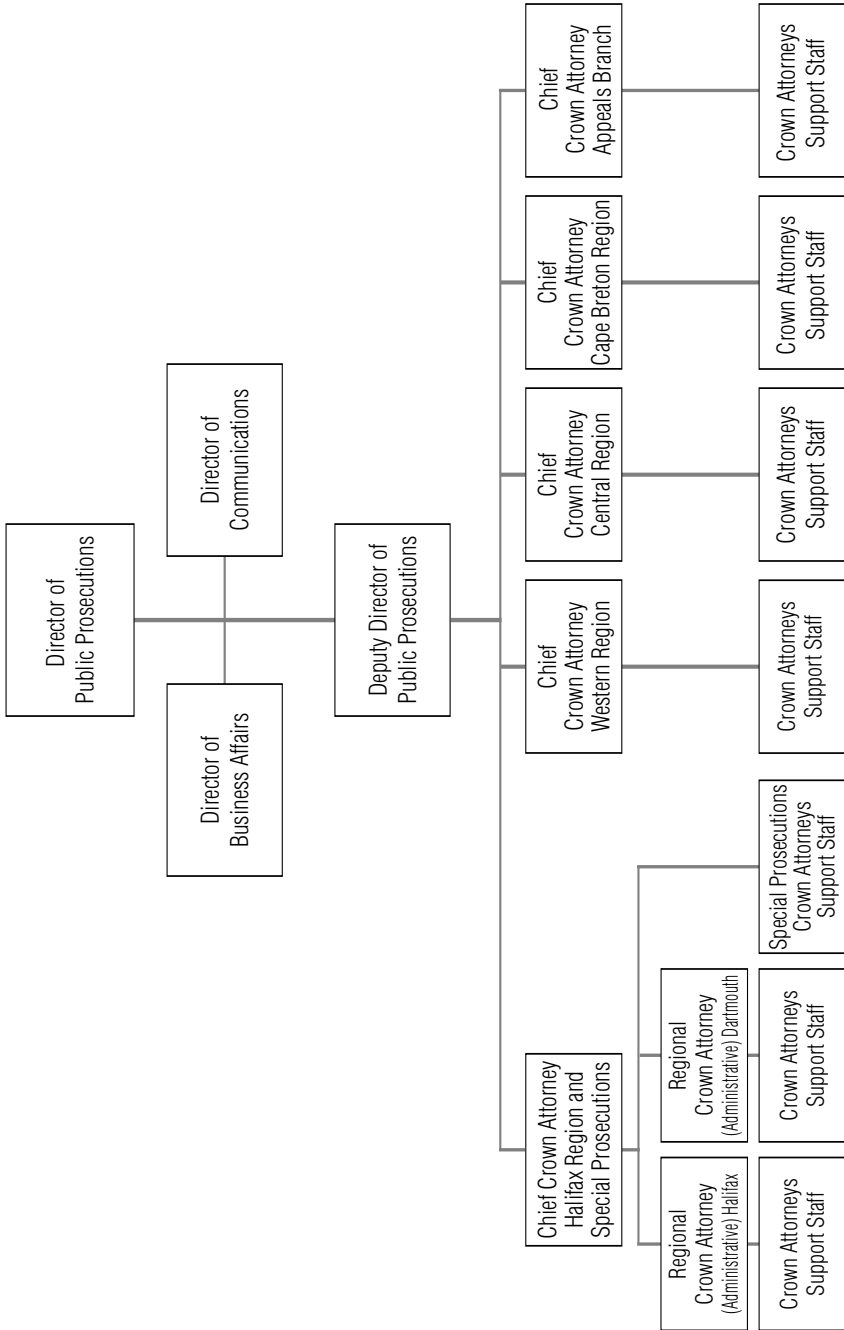 Director of
Public Prosecutions
Director of
Business Affairs
Director of
Communications
Deputy Director of
Public Prosecutions
Chief Crown Attorney
Halifax Region and
Special Prosecutions
Chief
Crown Attorney
Western Region
Chief
Crown Attorney
Central Region
Chief
Crown Attorney
Cape Breton Region
Chief
Crown Attorney
Appeals Branch
Regional
Crown Attorney
(Administrative) Halifax
Regional
Crown Attorney
(Administrative) Dartmouth
Crown Attorneys
Support Staff
Crown Attorneys
Support Staff
Special Prosecutions
Crown Attorneys
Support Staff
Crown Attorneys
Support Staff
Crown Attorneys
Support Staff
Crown Attorneys
Support Staff
Crown Attorneys
Support Staff